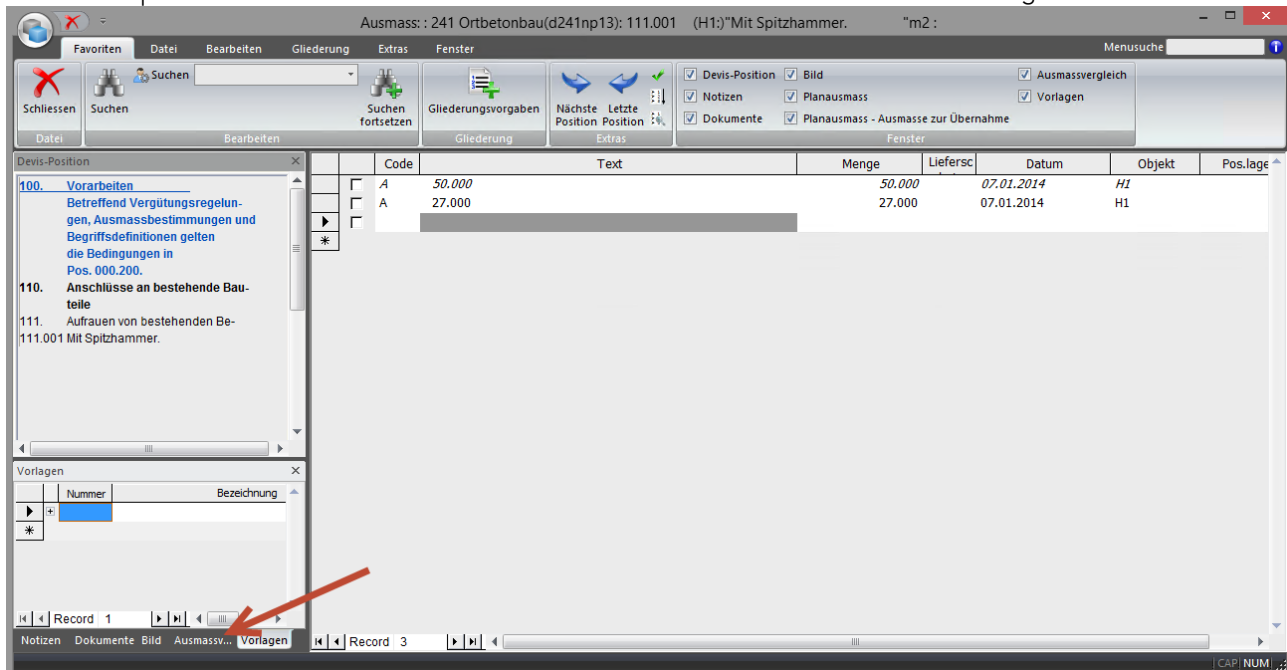 Ausmass: : 241 Ortbetonbau(d241np13): 111.001 (H1:)"Mit Spitzhammer. "m2 :
Favoriten Datei Bearbeiten Gliederung Extras Fenster Menusuche
Schliessen
Suchen
Suchen
Suchen fortsetzen
Gliederungsvorgaben
Nächste Position
Letzte Position
Devis-Position Bild Ausmassvergleich
Notizen Planausmass Vorlagen
Dokumente Planausmass - Ausmasse zur Übernahme
Datei Bearbeiten Gliederung Extras Fenster
Devis-Position
100. Vorarbeiten
Betreffend Vergütungsregelun-
gen, Ausmassbestimmungen und
Begriffsdefinitionen gelten
die Bedingungen in
Pos. 000.200.
110. Anschlüsse an bestehende Bau-
teile
111. Aufrauen von bestehenden Be-
111.001 Mit Spitzhammer.
Code Text Menge Liefersc Datum Objekt Pos.lage
A 50.000 50.000 07.01.2014 H1
A 27.000 27.000 07.01.2014 H1
Vorlagen
Nummer Bezeichnung
Record 1
Notizen Dokumente Bild Ausmassv... Vorlagen
Record 3
CAP NUM